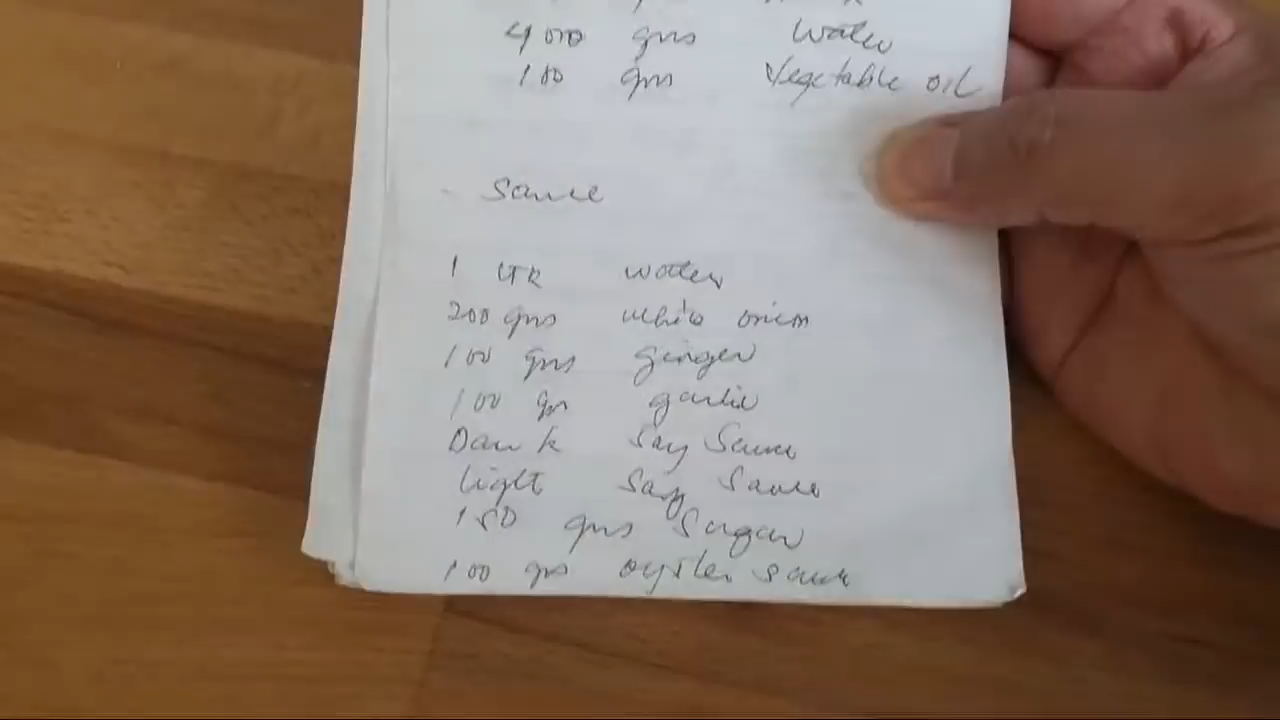 400 gms water
100 gms Vegetable oil
- Sauce
1 LTR water
200 gms white onion
100 gms ginger
100 gm garlic
Dark Soy Sauce
light Soy Sauce
150 gms Sugar
100 gms oyster sauce